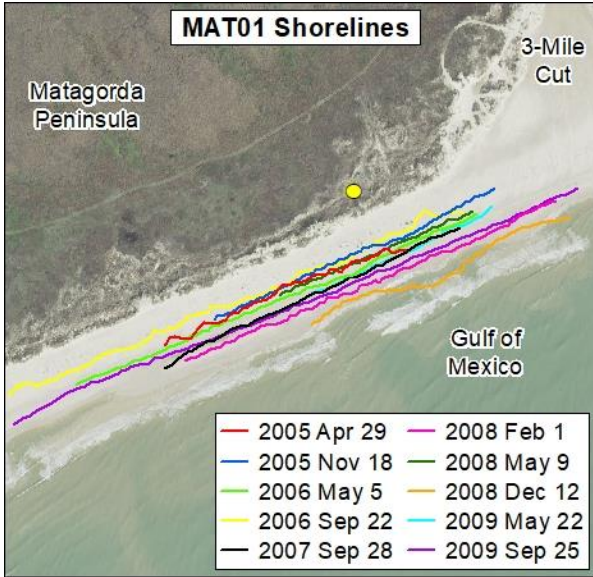 MAT01 Shorelines
3-Mile
Cut
Matagorda
Peninsula
Gulf of
Mexico
2005 Apr 29
2005 Nov 18
2006 May 5
2006 Sep 22
2007 Sep 28
2008 Feb 1
2008 May 9
2008 Dec 12
2009 May 22
2009 Sep 25